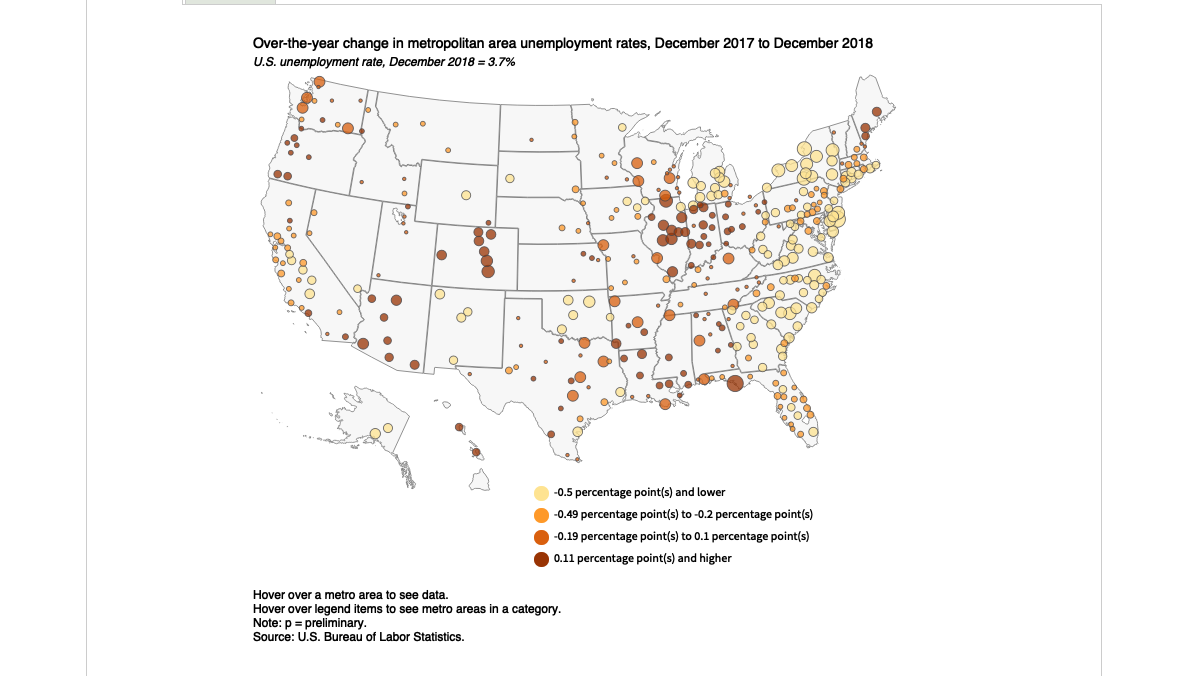 Over-the-year change in metropolitan area unemployment rates, December 2017 to December 2018
U.S. unemployment rate, December 2018 = 3.7%
-0.5 percentage point(s) and lower
-0.49 percentage point(s) to -0.2 percentage point(s)
-0.19 percentage point(s) to 0.1 percentage point(s)
0.11 percentage point(s) and higher
Hover over a metro area to see data.
Hover over legend items to see metro areas in a category.
Note: p = preliminary.
Source: U.S. Bureau of Labor Statistics.